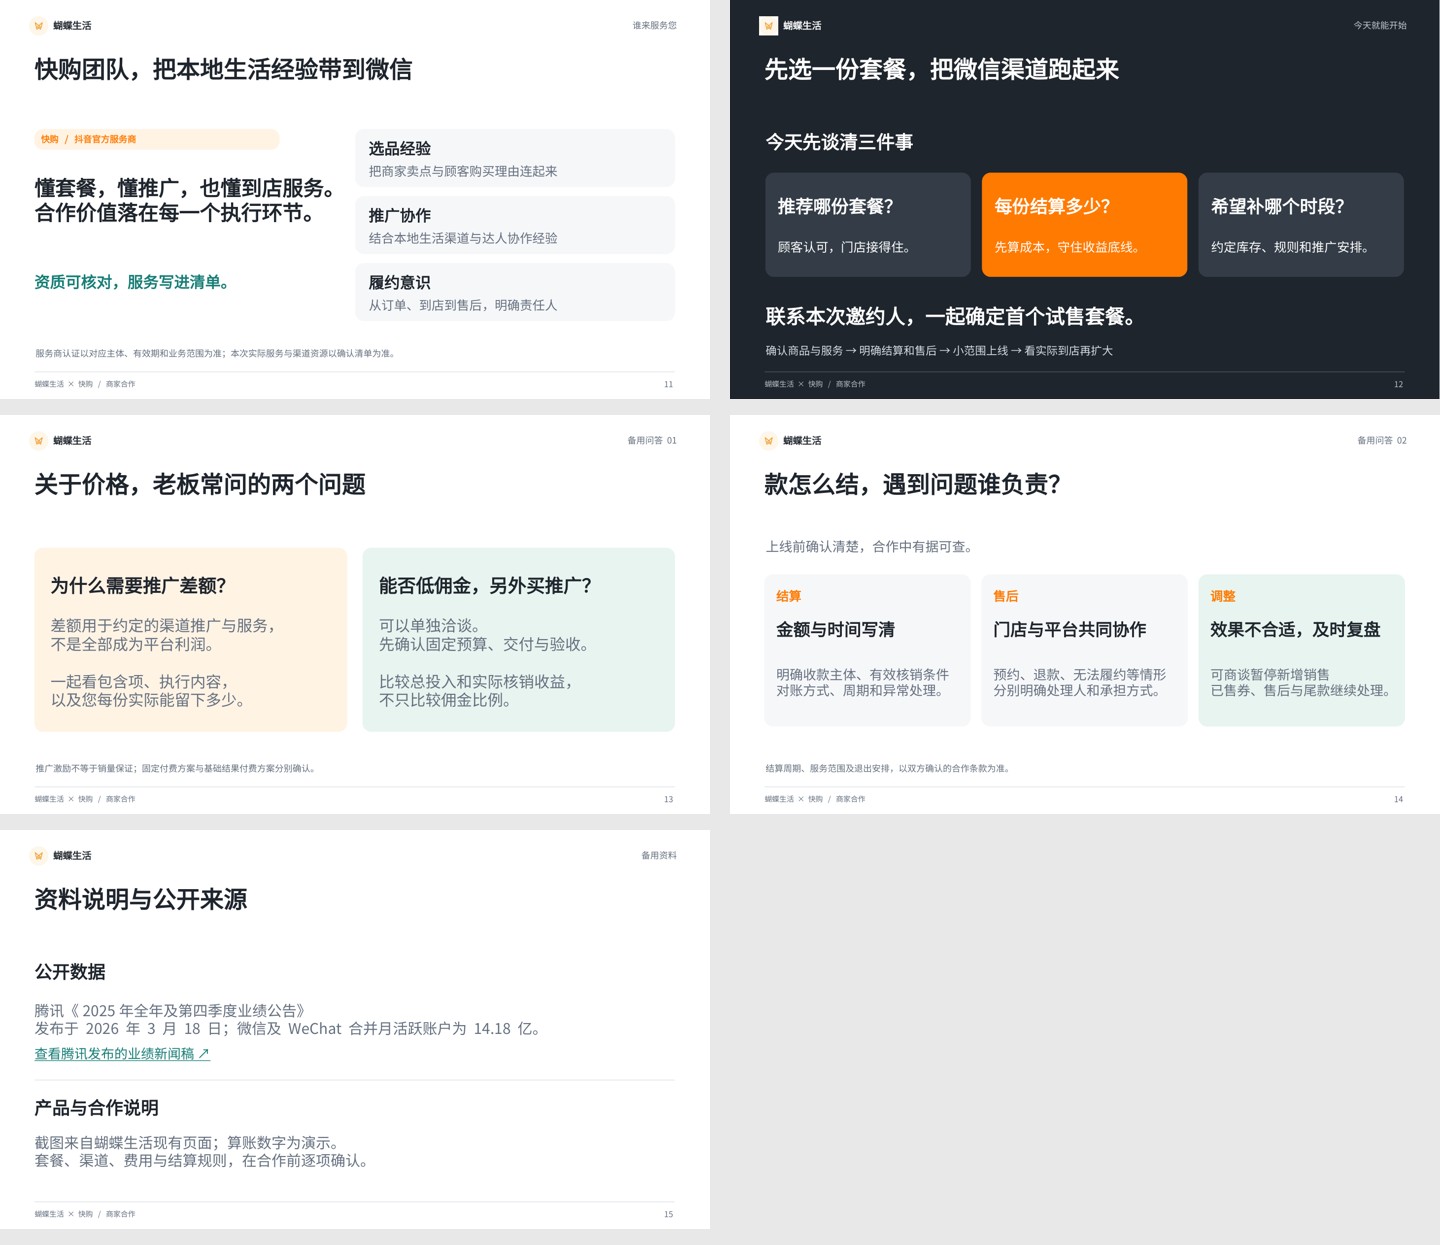 蝴蝶生活
谁来服务您
快购团队，把本地生活经验带到微信
快购 / 抖音官方服务商
懂套餐，懂推广，也懂到店服务。
合作价值落在每一个执行环节。
资质可核对，服务写进清单。
选品经验
把商家卖点与顾客购买理由连起来
推广协作
结合本地生活渠道与达人协作经验
履约意识
从订单、到店到售后，明确责任人
服务商认证以对应主体、有效期和业务范围为准；本次实际服务与渠道资源以确认清单为准。
蝴蝶生活 × 快购 / 商家合作
11
蝴蝶生活
今天就能开始
先选一份套餐，把微信渠道跑起来
今天先谈清三件事
推荐哪份套餐？
顾客认可，门店接得住。
每份结算多少？
先算成本，守住收益底线。
希望补哪个时段？
约定库存、规则和推广安排。
联系本次邀约人，一起确定首个试售套餐。
确认商品与服务 → 明确结算和售后 → 小范围上线 → 看实际到店再扩大
蝴蝶生活 × 快购 / 商家合作
12
蝴蝶生活
备用问答 01
关于价格，老板常问的两个问题
为什么需要推广差额？
差额用于约定的渠道推广与服务，
不是全部成为平台利润。
一起看包含项、执行内容，
以及您每份实际能留下多少。
能否低佣金，另外买推广？
可以单独洽谈。
先确认固定预算、交付与验收。
比较总投入和实际核销收益，
不只比较佣金比例。
推广激励不等于销量保证；固定付费方案与基础结果付费方案分别确认。
蝴蝶生活 × 快购 / 商家合作
13
蝴蝶生活
备用问答 02
款怎么结，遇到问题谁负责？
上线前确认清楚，合作中有据可查。
结算
金额与时间写清
明确收款主体、有效核销条件
对账方式、周期和异常处理。
售后
门店与平台共同协作
预约、退款、无法履约等情形
分别明确处理人和承担方式。
调整
效果不合适，及时复盘
可商谈暂停新增销售
已售券、售后与尾款继续处理。
结算周期、服务范围及退出安排，以双方确认的合作条款为准。
蝴蝶生活 × 快购 / 商家合作
14
蝴蝶生活
备用资料
资料说明与公开来源
公开数据
腾讯《 2025 年全年及第四季度业绩公告》
发布于 2026 年 3 月 18 日；微信及 WeChat 合并月活跃账户为 14.18 亿。
查看腾讯发布的业绩新闻稿 ↗
产品与合作说明
截图来自蝴蝶生活现有页面；算账数字为演示。
套餐、渠道、费用与结算规则，在合作前逐项确认。
蝴蝶生活 × 快购 / 商家合作
15